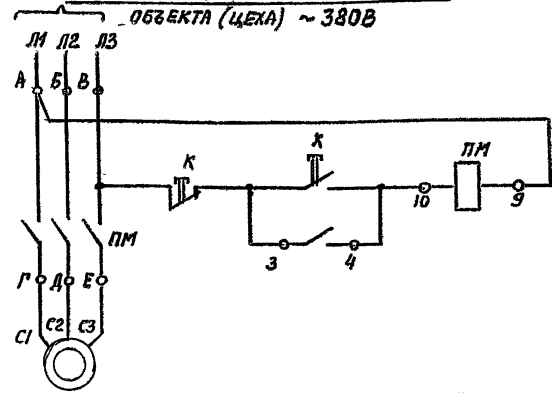 ОБЪЕКТА (ЦЕХА) ~ 380В
Л1 Л2 Л3
А Б В
К
Х
ПМ
10
9
3
4
ПМ
Г Д Е
С1 С2 С3